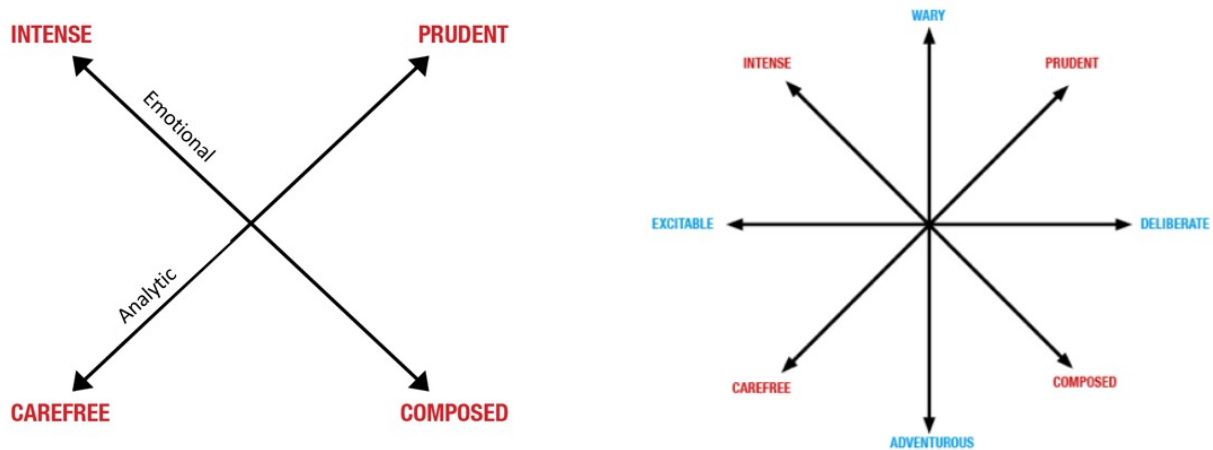 INTENSE
PRUDENT
Emotional
Analytic
CAREFREE
COMPOSED
WARY
INTENSE
PRUDENT
EXCITABLE
DELIBERATE
CAREFREE
COMPOSED
ADVENTUROUS